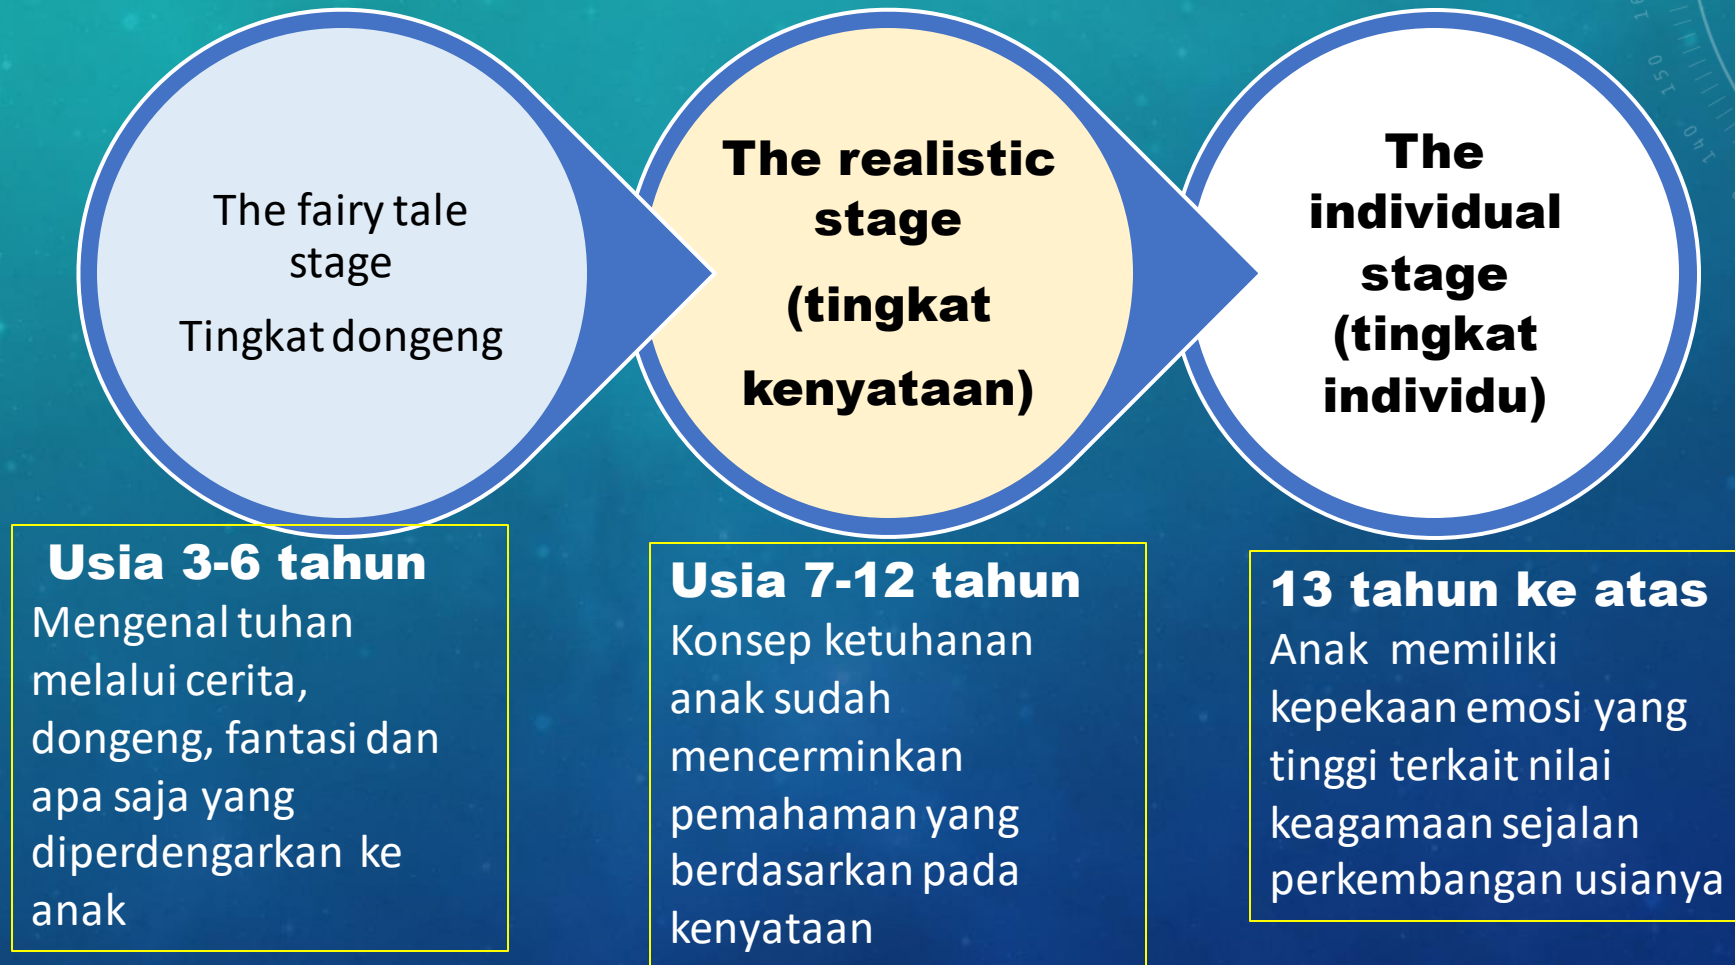 The fairy tale
stage
Tingkat dongeng
The realistic
stage
(tingkat
kenyataan)
The
individual
stage
(tingkat
individu)
Usia 3-6 tahun
Mengenal tuhan
melalui cerita,
dongeng, fantasi dan
apa saja yang
diperdengarkan ke
anak
Usia 7-12 tahun
Konsep ketuhanan
anak sudah
mencerminkan
pemahaman yang
berdasarkan pada
kenyataan
13 tahun ke atas
Anak memiliki
kepekaan emosi yang
tinggi terkait nilai
keagamaan sejalan
perkembangan usianya
150
140